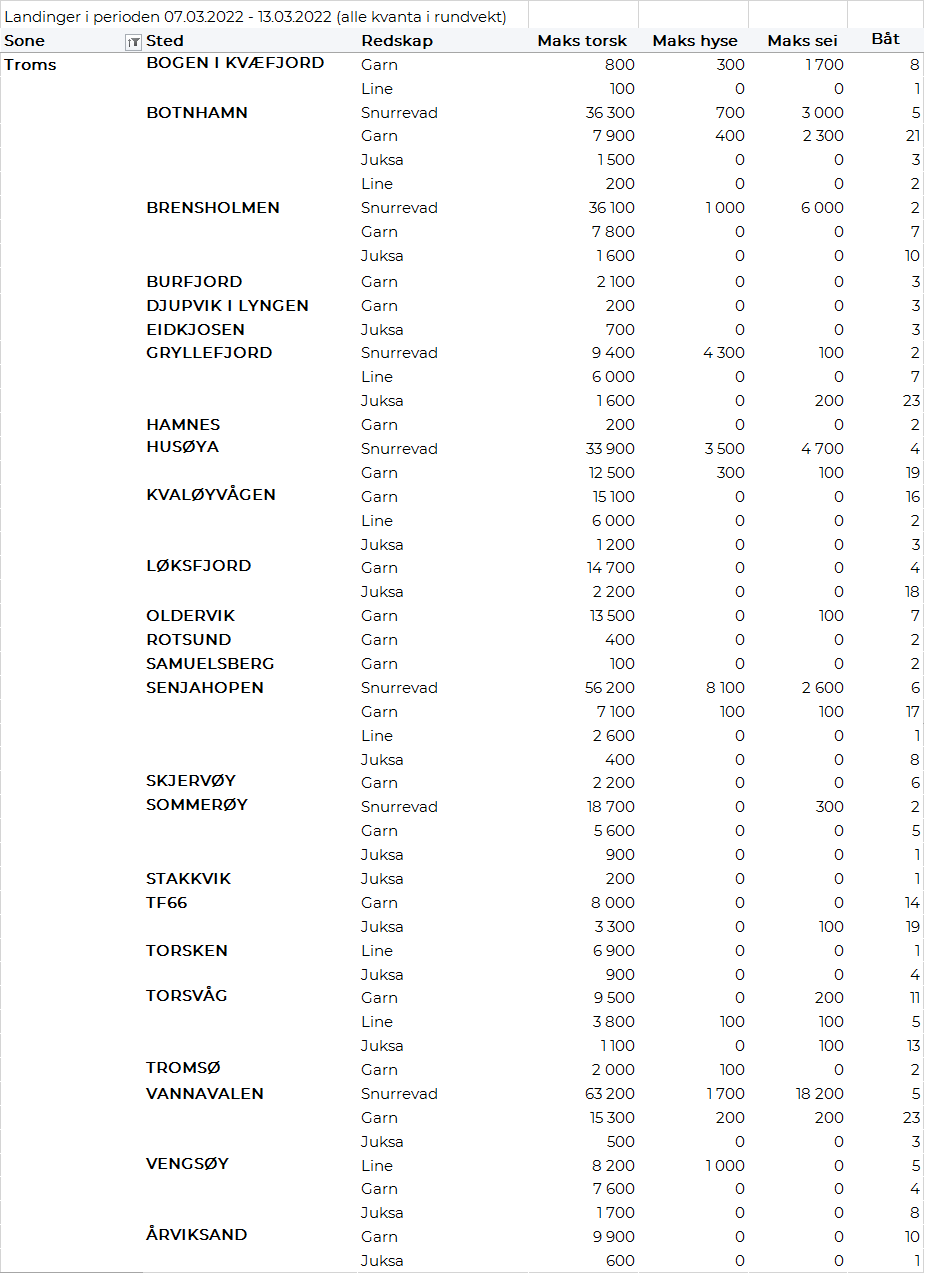 Landinger i perioden 07.03.2022 - 13.03.2022 (alle kvanta i rundvekt)
Sone Sted Redskap Maks torsk Maks hyse Maks sei Båt
Troms BOGEN I KVÆFJORD Garn 800 300 1 700 8
Line 100 0 0 1
BOTNHAMN Snurrevad 36 300 700 3 000 5
Garn 7 900 400 2 300 21
Juksa 1 500 0 0 3
Line 200 0 0 2
BRENSHOLMEN Snurrevad 36 100 1 000 6 000 2
Garn 7 800 0 0 7
Juksa 1 600 0 0 10
BURFJORD Garn 2 100 0 0 3
DJUPVIK I LYNGEN Garn 200 0 0 3
EIDKJOSEN Juksa 700 0 0 3
GRYLLEFJORD Snurrevad 9 400 4 300 100 2
Line 6 000 0 0 7
Juksa 1 600 0 200 23
HAMNES Garn 200 0 0 2
HUSØYA Snurrevad 33 900 3 500 4 700 4
Garn 12 500 300 100 19
KVALØYVÅGEN Garn 15 100 0 0 16
Line 6 000 0 0 2
Juksa 1 200 0 0 3
LØKSFJORD Garn 14 700 0 0 4
Juksa 2 200 0 0 18
OLDERVIK Garn 13 500 0 100 7
ROTSUND Garn 400 0 0 2
SAMUELSBERG Garn 100 0 0 2
SENJAHOPEN Snurrevad 56 200 8 100 2 600 6
Garn 7 100 100 100 17
Line 2 600 0 0 1
Juksa 400 0 0 8
SKJERVØY Garn 2 200 0 0 6
SOMMERØY Snurrevad 18 700 0 300 2
Garn 5 600 0 0 5
Juksa 900 0 0 1
STAKKVIK Juksa 200 0 0 1
TF66 Garn 8 000 0 0 14
Juksa 3 300 0 100 19
TORSKEN Line 6 900 0 0 1
Juksa 900 0 0 4
TORSVÅG Garn 9 500 0 200 11
Line 3 800 100 100 5
Juksa 1 100 0 100 13
TROMSØ Garn 2 000 100 0 2
VANNAVALEN Snurrevad 63 200 1 700 18 200 5
Garn 15 300 200 200 23
Juksa 500 0 0 3
VENGSØY Line 8 200 1 000 0 5
Garn 7 600 0 0 4
Juksa 1 700 0 0 8
ÅRVIKSAND Garn 9 900 0 0 10
Juksa 600 0 0 1